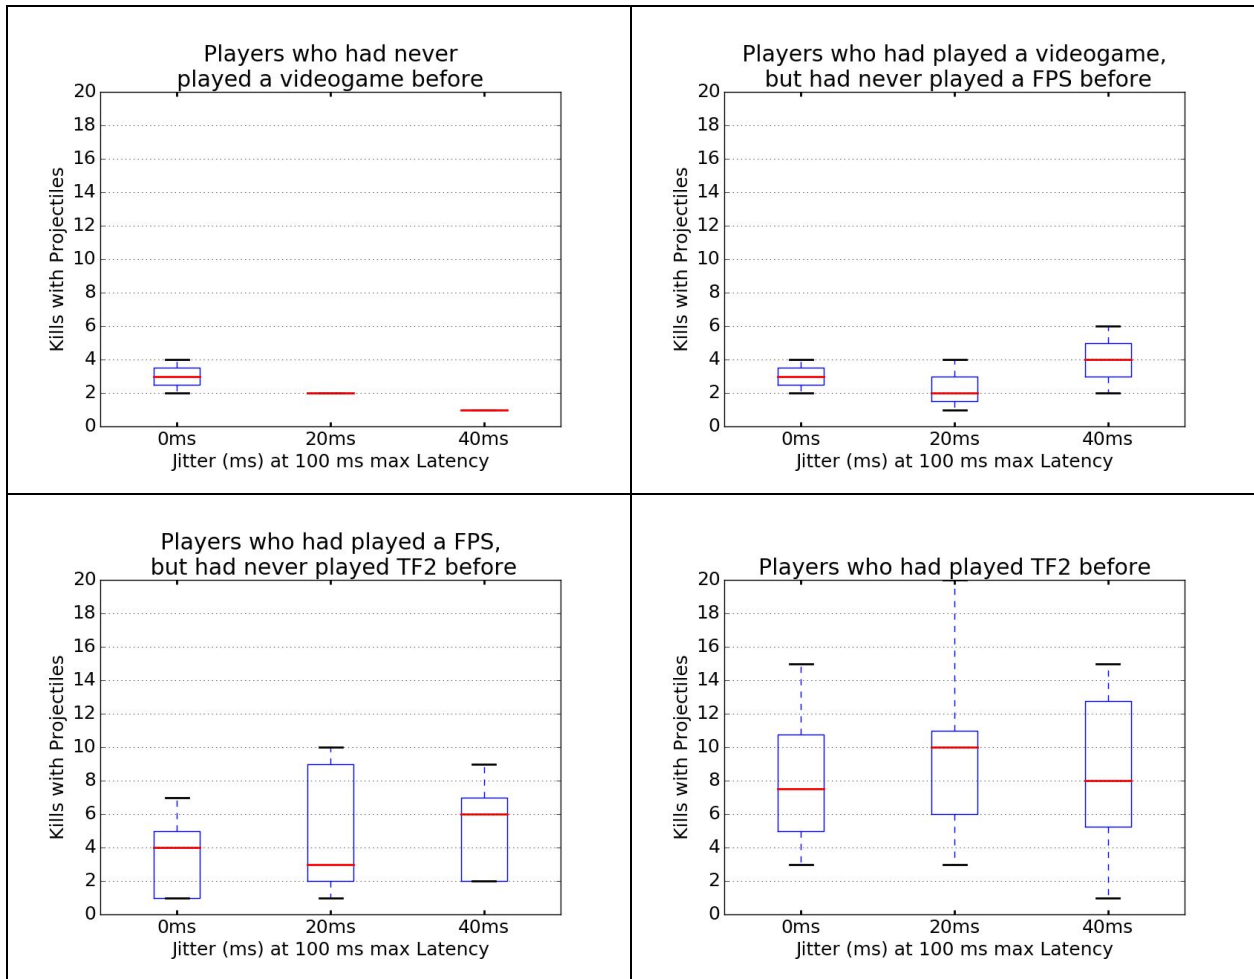 Players who had never
played a videogame before
20
18
16
14
12
10
8
6
4
2
0
Kills with Projectiles
0ms 20ms 40ms
Jitter (ms) at 100 ms max Latency
Players who had played a videogame,
but had never played a FPS before
20
18
16
14
12
10
8
6
4
2
0
Kills with Projectiles
0ms 20ms 40ms
Jitter (ms) at 100 ms max Latency
Players who had played a FPS,
but had never played TF2 before
20
18
16
14
12
10
8
6
4
2
0
Kills with Projectiles
0ms 20ms 40ms
Jitter (ms) at 100 ms max Latency
Players who had played TF2 before
20
18
16
14
12
10
8
6
4
2
0
Kills with Projectiles
0ms 20ms 40ms
Jitter (ms) at 100 ms max Latency